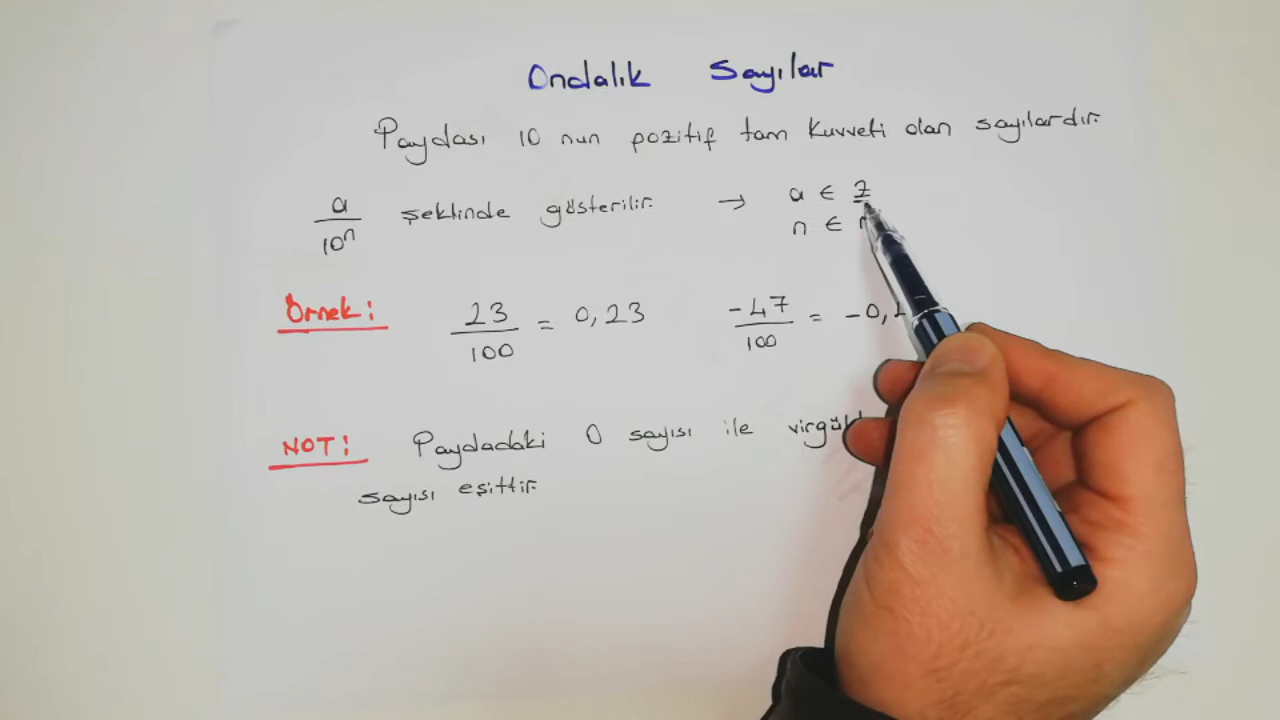 Ondalık Sayılar
Paydası 10 nun pozitif tam kuvveti olan sayılardır.
a/10ⁿ şeklinde gösterilir. → a ∈ Z
n ∈
Örnek: 23/100 = 0,23 -47/100 = -0,
NOT: Paydadaki 0 sayısı ile
sayısı eşittir.